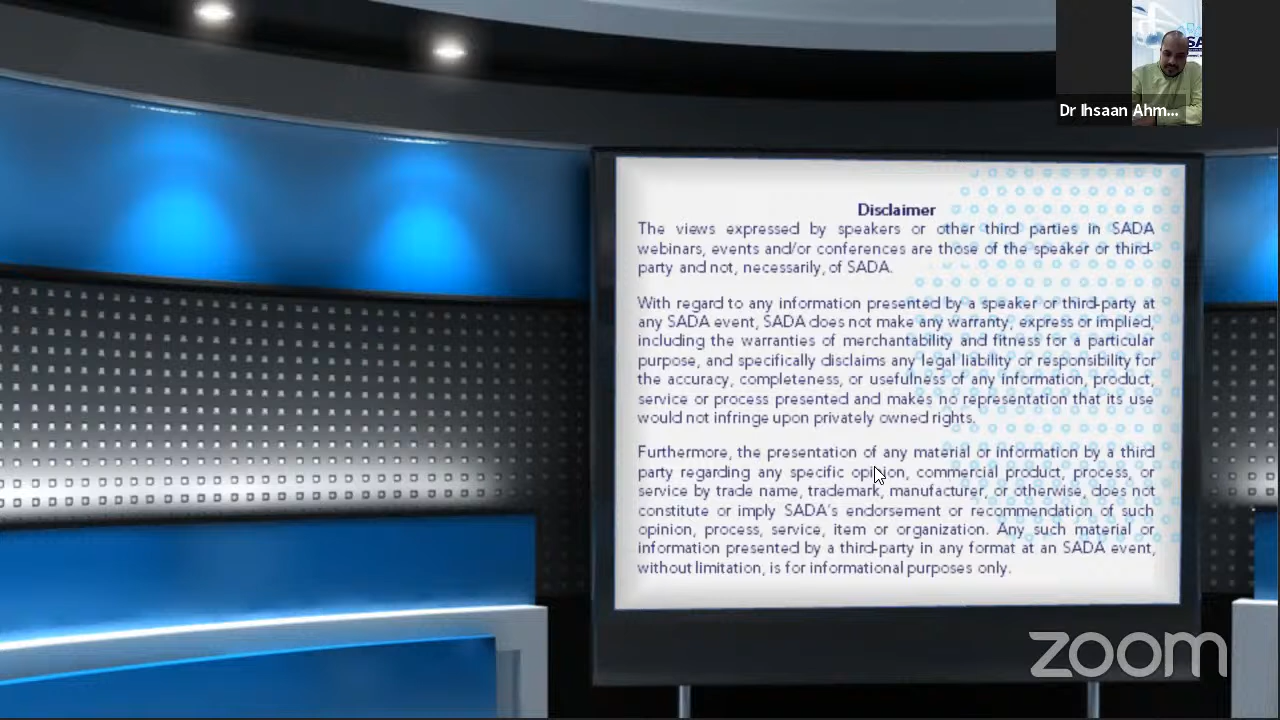 SA
Dr Ihsaan Ahm...
Disclaimer
The views expressed by speakers or other third parties in SADA
webinars, events and/or conferences are those of the speaker or third-
party and not, necessarily, of SADA.
With regard to any information presented by a speaker or third-party at
any SADA event, SADA does not make any warranty, express or implied,
including the warranties of merchantability and fitness for a particular
purpose, and specifically disclaims any legal liability or responsibility for
the accuracy, completeness, or usefulness of any information, product,
service or process presented and makes no representation that its use
would not infringe upon privately owned rights.
Furthermore, the presentation of any material or information by a third
party regarding any specific opinion, commercial product, process, or
service by trade name, trademark, manufacturer, or otherwise, does not
constitute or imply SADA's endorsement or recommendation of such
opinion, process, service, item or organization. Any such material or
information presented by a third-party in any format at an SADA event,
without limitation, is for informational purposes only.
zoom